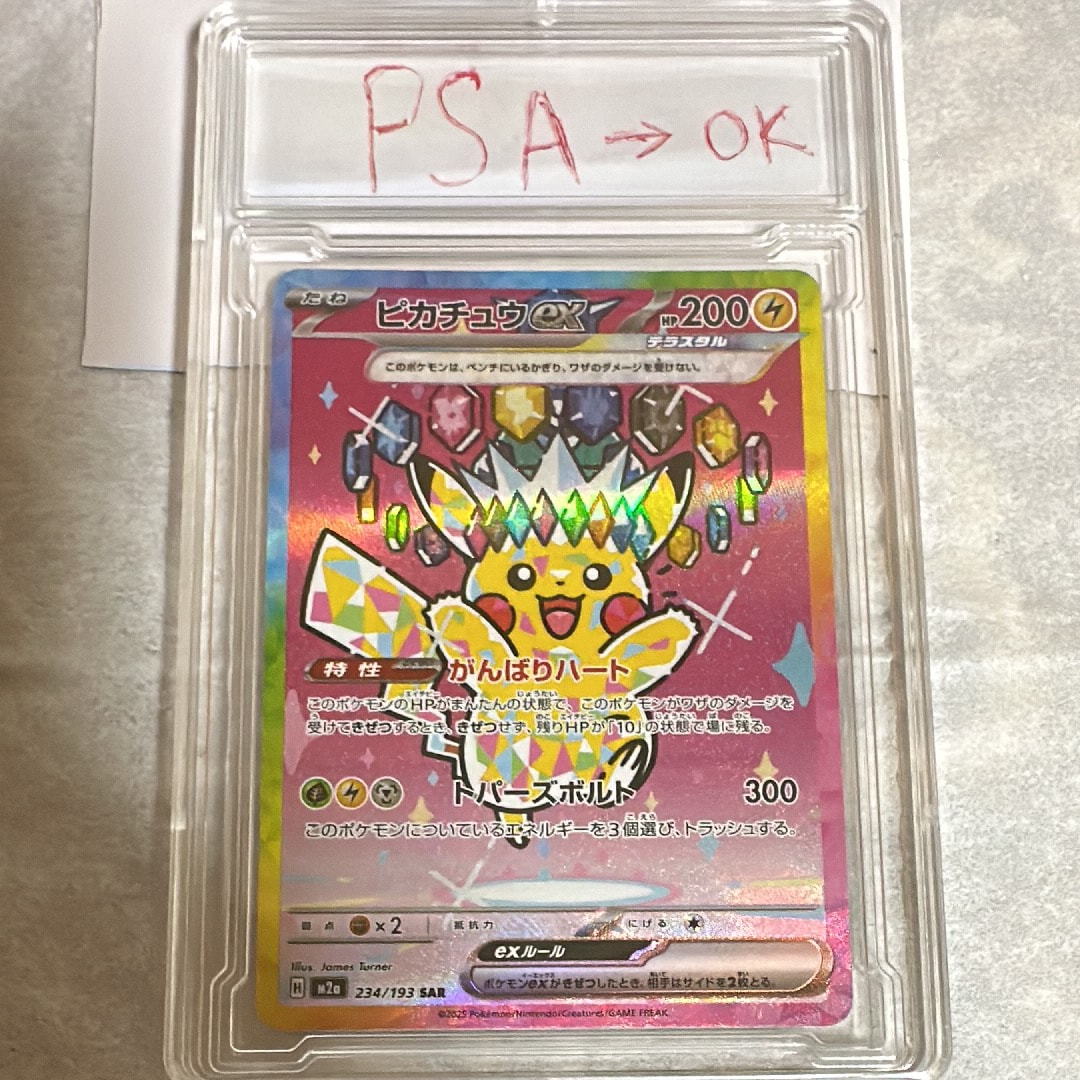 PSA→OK
たね ピカチュウex HP200
テラスタル
このポケモンは、ベンチにいるかぎり、ワザのダメージを受けない。
特性 がんばりハート
このポケモンのHPがまんたんの状態で、このポケモンがワザのダメージを
受けてきぜつするとき、きぜつせず、残りHPが「10」の状態で場に残る。
トパーズボルト 300
このポケモンについているエネルギーを3個選び、トラッシュする。
弱点 ×2 抵抗力 にげる
exルール
ポケモンexがきぜつしたとき、相手はサイドを2枚とる。
Illus. James Turner
H M2a 234/193 SAR
©2025 Pokémon/Nintendo/Creatures/GAME FREAK